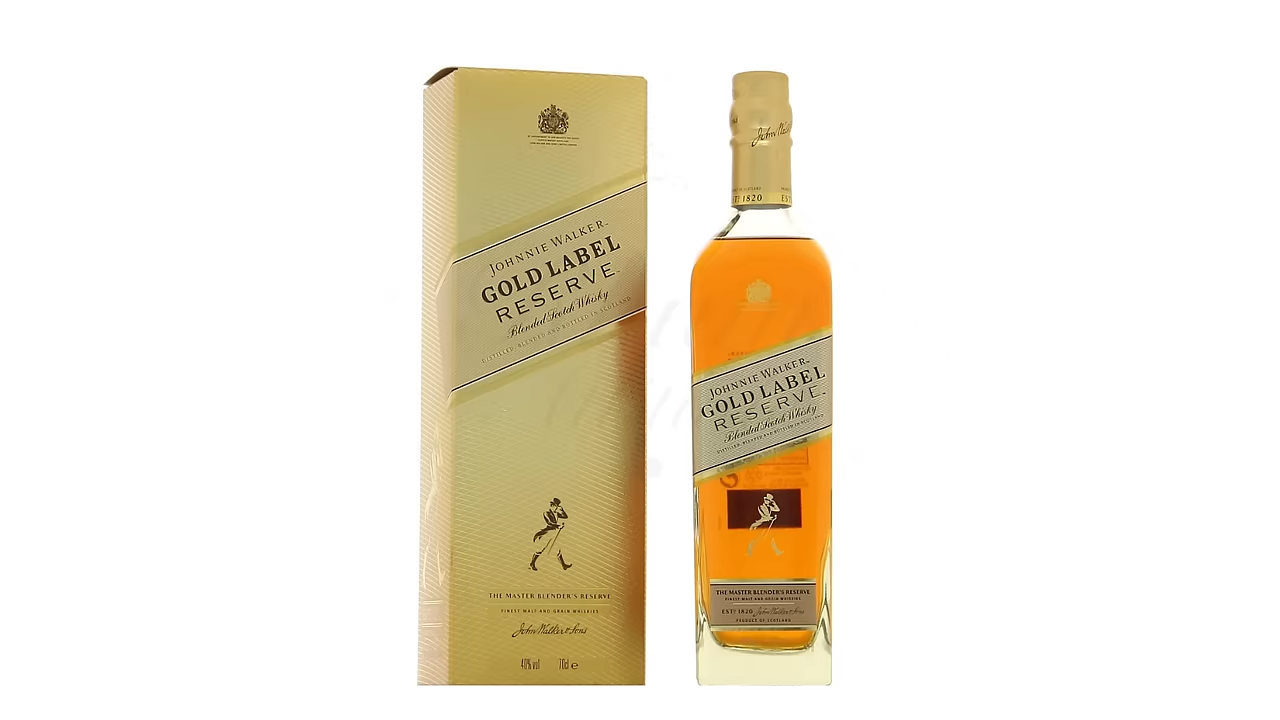 JOHNNIE WALKER
GOLD LABEL
RESERVE
Blended Scotch Whisky
DISTILLED, BLENDED AND BOTTLED IN SCOTLAND
THE MASTER BLENDER'S RESERVE
FINEST MALT AND GRAIN WHISKIES
John Walker & Sons
40% vol 70cl e
1820 EST
JOHNNIE WALKER
GOLD LABEL
RESERVE
Blended Scotch Whisky
DISTILLED, BLENDED AND BOTTLED IN SCOTLAND
THE MASTER BLENDER'S RESERVE
FINEST MALT AND GRAIN WHISKIES
ESTD 1820 John Walker & Sons
PRODUCT OF SCOTLAND